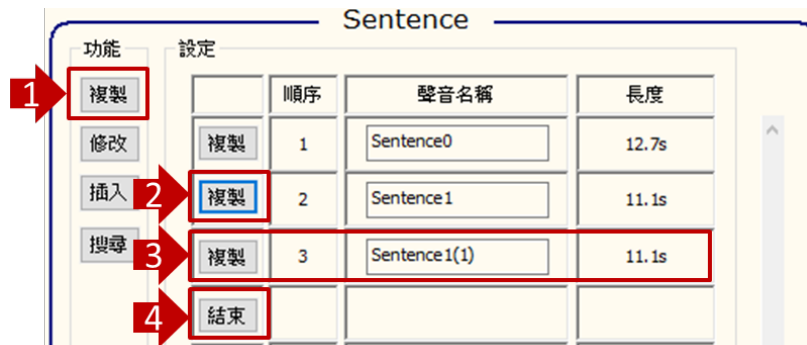 Sentence
功能
設定
1
複製
順序
聲音名稱
長度
修改
複製
1
Sentence0
12.7s
插入
2
複製
2
Sentence1
11.1s
搜尋
3
複製
3
Sentence1(1)
11.1s
4
結束